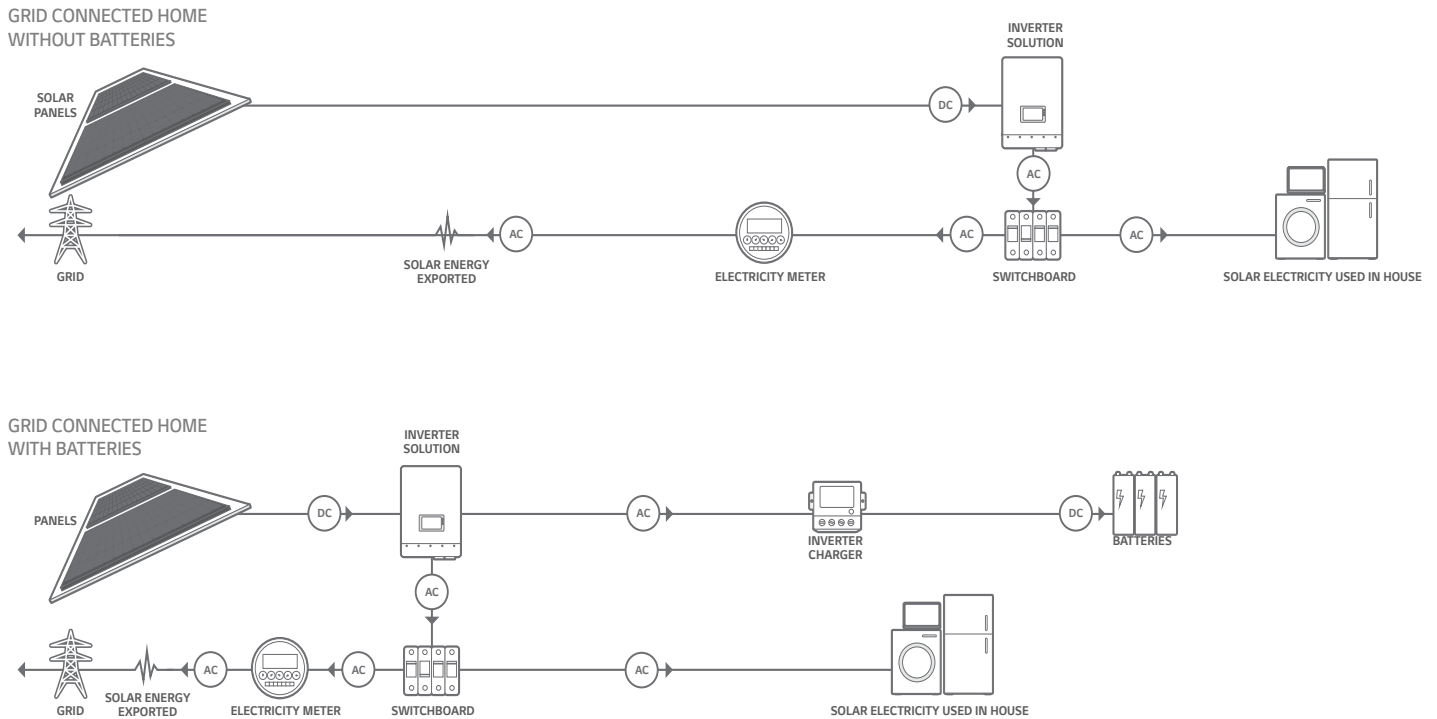 GRID CONNECTED HOME
WITHOUT BATTERIES
INVERTER
SOLUTION
SOLAR
PANELS
DC
AC
AC
AC
AC
GRID
SOLAR ENERGY
EXPORTED
ELECTRICITY METER
SWITCHBOARD
SOLAR ELECTRICITY USED IN HOUSE
GRID CONNECTED HOME
WITH BATTERIES
INVERTER
SOLUTION
PANELS
DC
AC
DC
INVERTER
CHARGER
BATTERIES
AC
AC
AC
AC
GRID
SOLAR ENERGY
EXPORTED
ELECTRICITY METER
SWITCHBOARD
SOLAR ELECTRICITY USED IN HOUSE